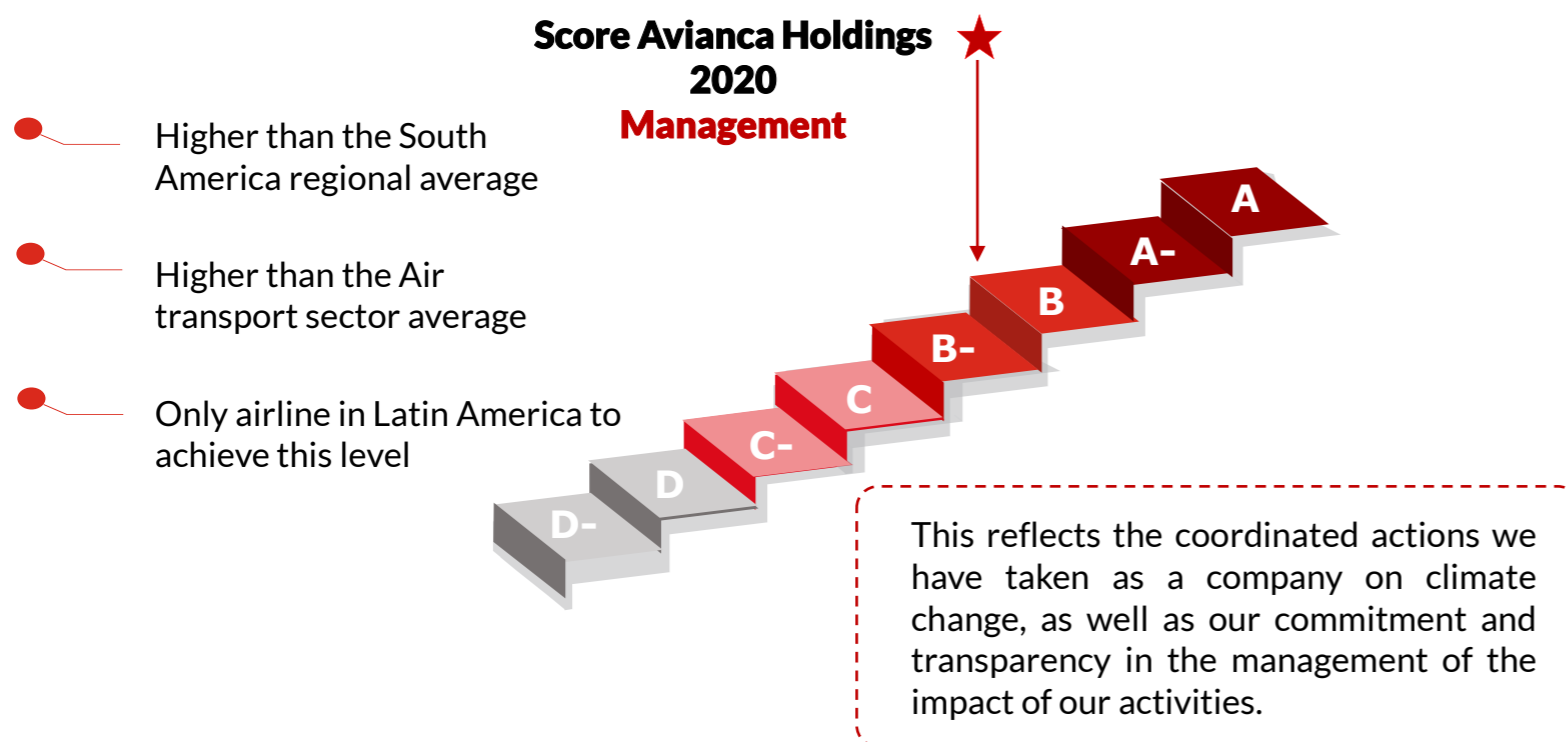 Score Avianca Holdings
2020
Management
Higher than the South
America regional average
Higher than the Air
transport sector average
Only airline in Latin America to
achieve this level
A
A-
B
B-
C
C-
D
D-
This reflects the coordinated actions we
have taken as a company on climate
change, as well as our commitment and
transparency in the management of the
impact of our activities.